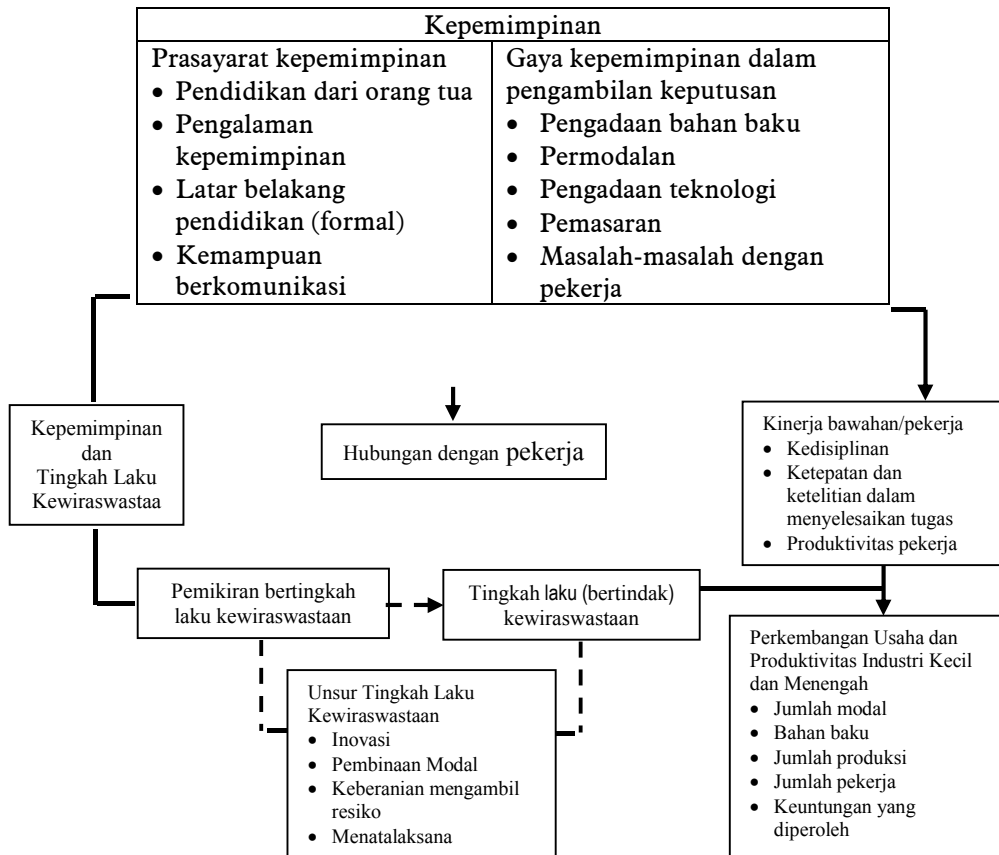 Kepemimpinan
Prasayarat kepemimpinan
• Pendidikan dari orang tua
• Pengalaman
kepemimpinan
• Latar belakang
pendidikan (formal)
• Kemampuan
berkomunikasi
Gaya kepemimpinan dalam
pengambilan keputusan
• Pengadaan bahan baku
• Permodalan
• Pengadaan teknologi
• Pemasaran
• Masalah-masalah dengan
pekerja
Kepemimpinan
dan
Tingkah Laku
Kewiraswastaa
Hubungan dengan pekerja
Kinerja bawahan/pekerja
• Kedisiplinan
• Ketepatan dan
ketelitian dalam
menyelesaikan tugas
• Produktivitas pekerja
Pemikiran bertingkah
laku kewiraswastaan
Tingkah laku (bertindak)
kewiraswastaan
Unsur Tingkah Laku
Kewiraswastaan
• Inovasi
• Pembinaan Modal
• Keberanian mengambil
resiko
• Menatalaksana
Perkembangan Usaha dan
Produktivitas Industri Kecil
dan Menengah
• Jumlah modal
• Bahan baku
• Jumlah produksi
• Jumlah pekerja
• Keuntungan yang
diperoleh